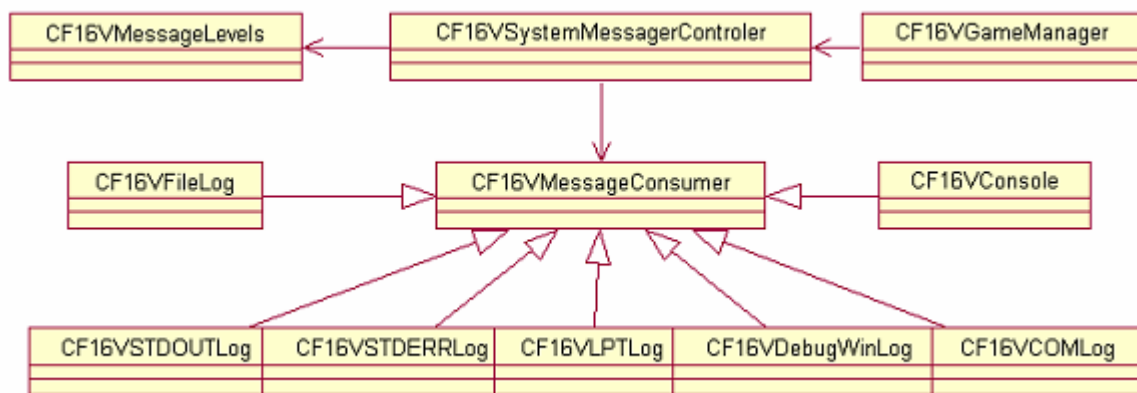 CF16VMessageLevels
CF16VSystemMessagerControler
CF16VGameManager
CF16VFileLog
CF16VMessageConsumer
CF16VConsole
CF16VSTDOUTLog
CF16VSTDERRLog
CF16VLPTLog
CF16VDebugWinLog
CF16VCOMLog